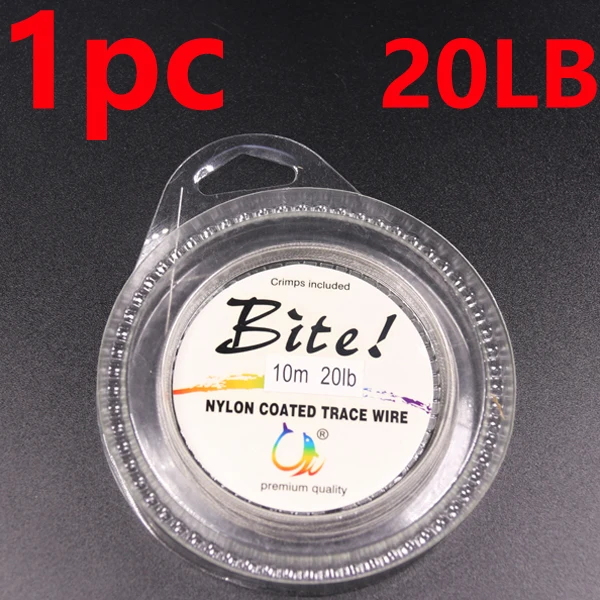 1pc 20LB
Crimps included
Bite!
10m 20lb
NYLON COATED TRACE WIRE
®
premium quality